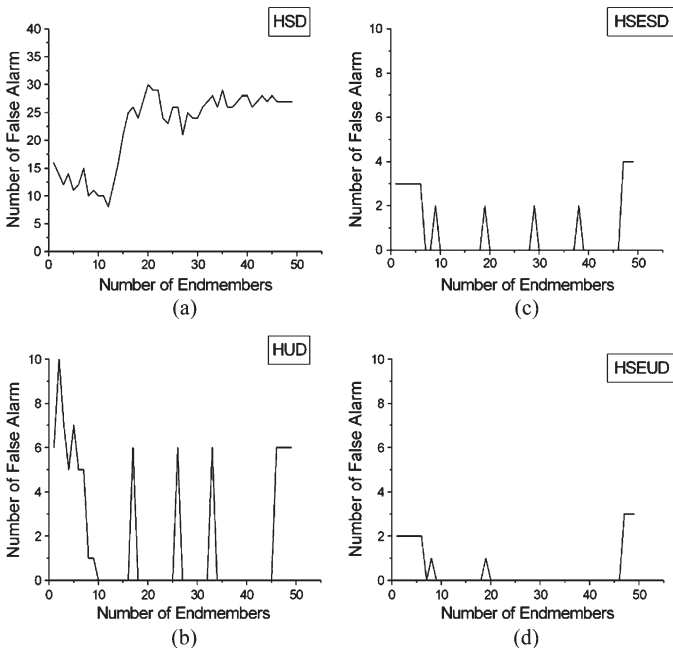 HSD
40
35
30
25
20
15
10
5
0
Number of False Alarm
0 10 20 30 40 50
Number of Endmembers
(a)
HSESD
10
8
6
4
2
0
Number of False Alarm
0 10 20 30 40 50
Number of Endmembers
(c)
HUD
10
8
6
4
2
0
Number of False Alarm
0 10 20 30 40 50
Number of Endmembers
(b)
HSEUD
10
8
6
4
2
0
Number of False Alarm
0 10 20 30 40 50
Number of Endmembers
(d)